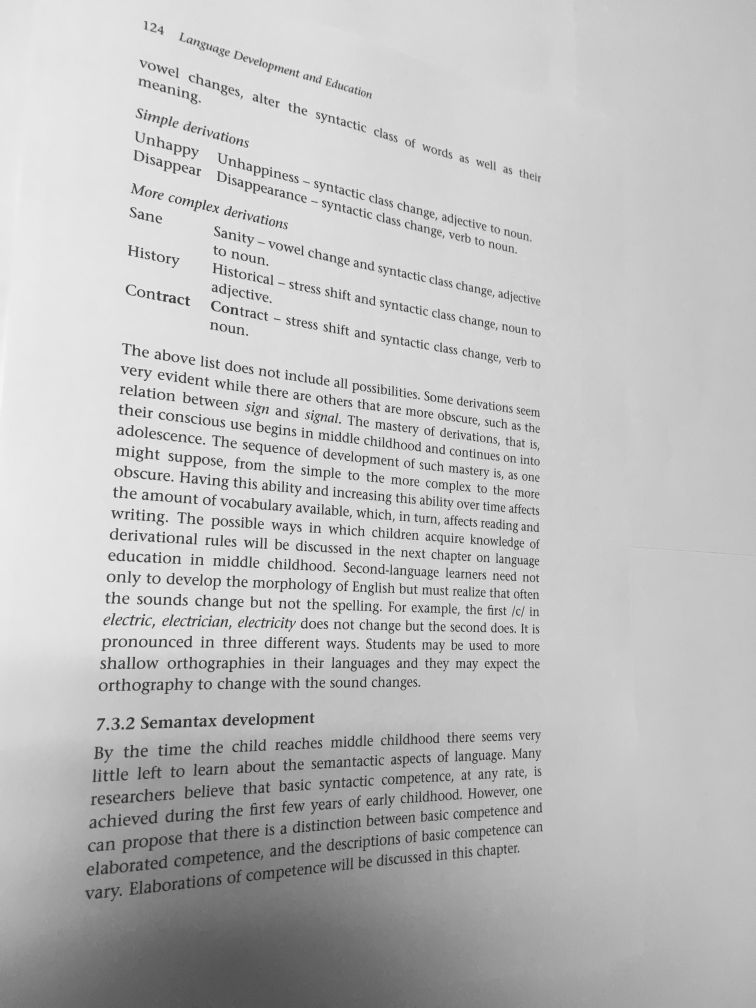 124 Language Development and Education
vowel changes, alter the syntactic class of words as well as their
meaning.
Simple derivations
Unhappy Unhappiness – syntactic class change, adjective to noun.
Disappear Disappearance – syntactic class change, verb to noun.
More complex derivations
Sane Sanity – vowel change and syntactic class change, adjective
to noun.
History Historical – stress shift and syntactic class change, noun to
adjective.
Contract Contract – stress shift and syntactic class change, verb to
noun.
The above list does not include all possibilities. Some derivations seem
very evident while there are others that are more obscure, such as the
relation between sign and signal. The mastery of derivations, that is,
their conscious use begins in middle childhood and continues on into
adolescence. The sequence of development of such mastery is, as one
might suppose, from the simple to the more complex to the more
obscure. Having this ability and increasing this ability over time affects
the amount of vocabulary available, which, in turn, affects reading and
writing. The possible ways in which children acquire knowledge of
derivational rules will be discussed in the next chapter on language
education in middle childhood. Second-language learners need not
only to develop the morphology of English but must realize that often
the sounds change but not the spelling. For example, the first /c/ in
electric, electrician, electricity does not change but the second does. It is
pronounced in three different ways. Students may be used to more
shallow orthographies in their languages and they may expect the
orthography to change with the sound changes.
7.3.2 Semantax development
By the time the child reaches middle childhood there seems very
little left to learn about the semantactic aspects of language. Many
researchers believe that basic syntactic competence, at any rate, is
achieved during the first few years of early childhood. However, one
can propose that there is a distinction between basic competence and
elaborated competence, and the descriptions of basic competence can
vary. Elaborations of competence will be discussed in this chapter.